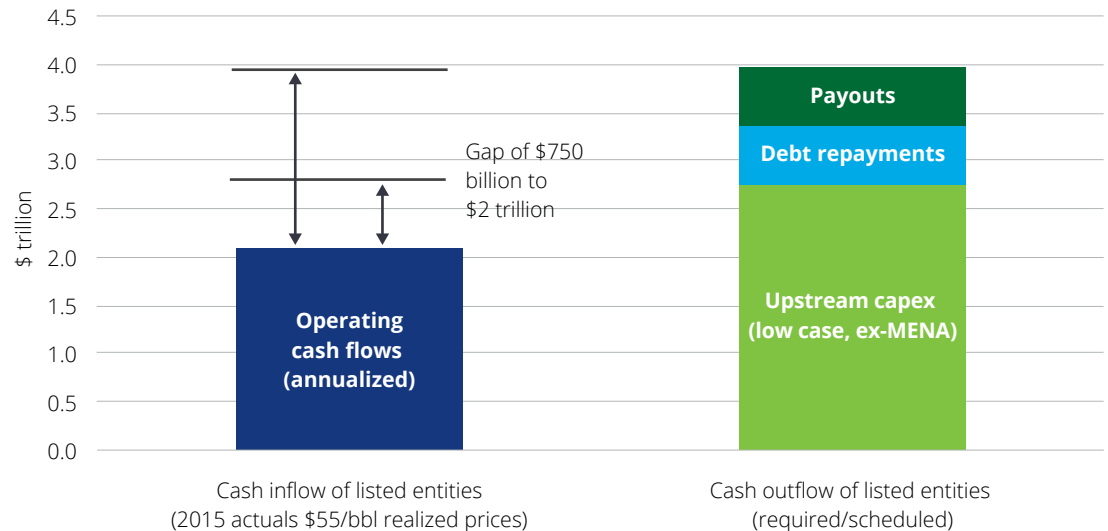 4.5
4.0
3.5
3.0
2.5
2.0
1.5
1.0
0.5
0.0
$ trillion
Gap of $750
billion to
$2 trillion
Operating
cash flows
(annualized)
Payouts
Debt repayments
Upstream capex
(low case, ex-MENA)
Cash inflow of listed entities
(2015 actuals $55/bbl realized prices)
Cash outflow of listed entities
(required/scheduled)